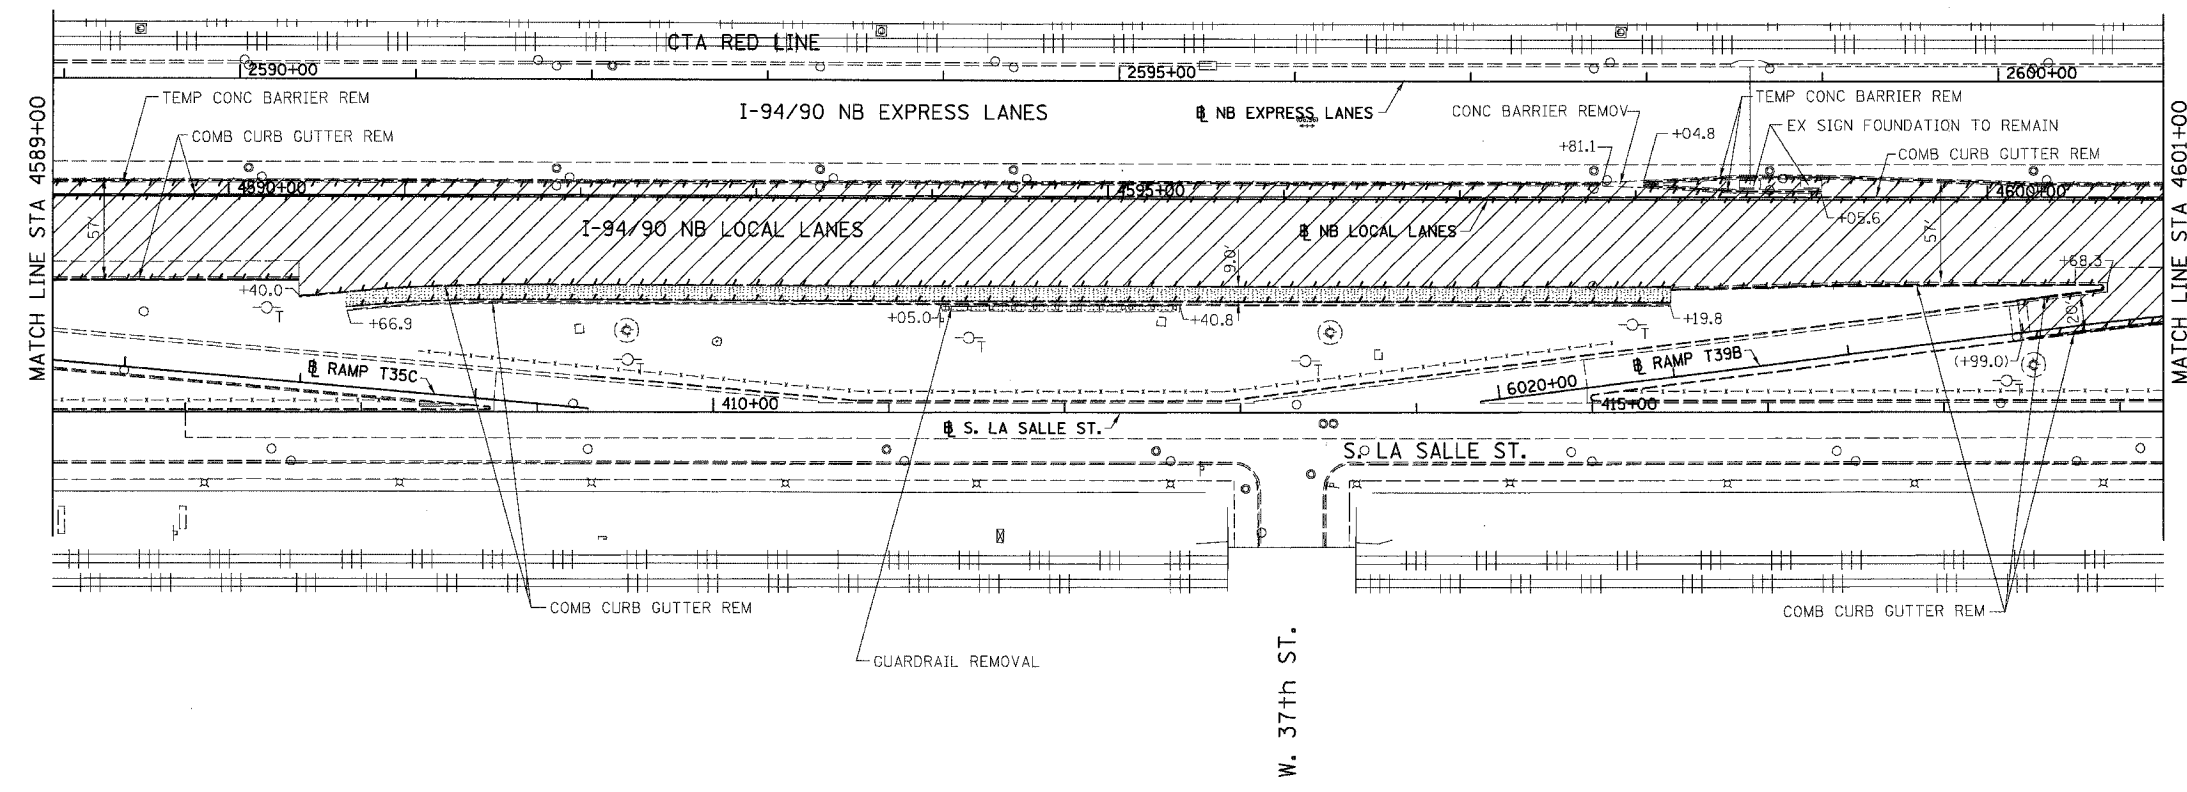 CTA RED LINE
2590+00
2595+00
2600+00
TEMP CONC BARRIER REM
I-94/90 NB EXPRESS LANES
℄ NB EXPRESS LANES
CONC BARRIER REMOV
TEMP CONC BARRIER REM
COMB CURB GUTTER REM
+81.1
+04.8
EX SIGN FOUNDATION TO REMAIN
COMB CURB GUTTER REM
MATCH LINE STA 4589+00
MATCH LINE STA 4601+00
4590+00
4595+00
4600+00
57'
I-94/90 NB LOCAL LANES
℄ NB LOCAL LANES
+05.6
57'
9.0'
+68.3
+40.0
+66.9
+05.0
+40.8
+19.8
20'
(+99.0)
℄ RAMP T35C
℄ RAMP T39B
6020+00
410+00
415+00
℄ S. LA SALLE ST.
S. LA SALLE ST.
COMB CURB GUTTER REM
COMB CURB GUTTER REM
GUARDRAIL REMOVAL
W. 37th ST.